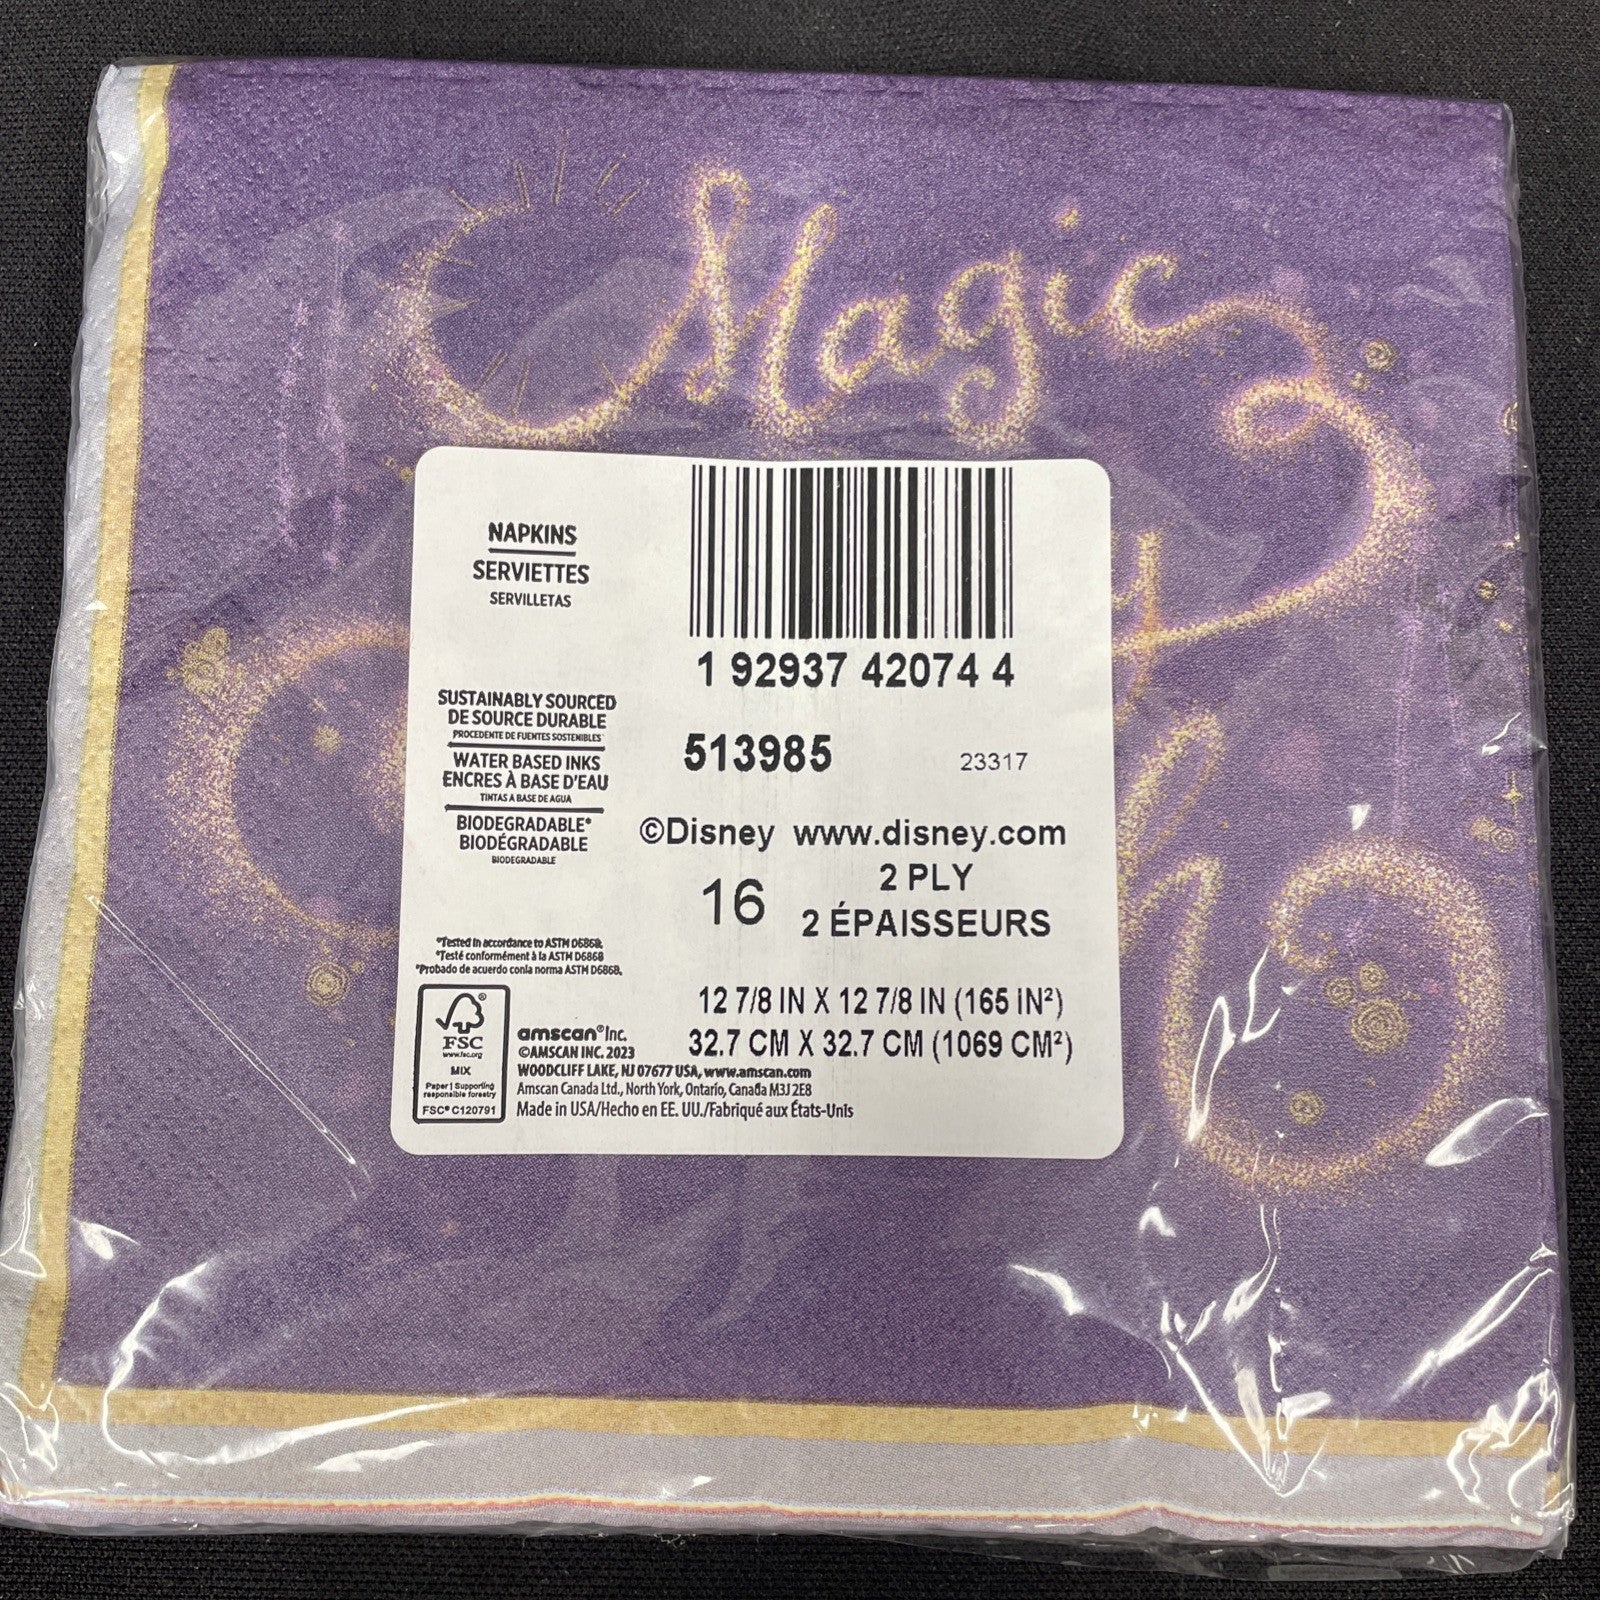 Magic
NAPKINS
SERVIETTES
SERVILLETAS
SUSTAINABLY SOURCED
DE SOURCE DURABLE
PROCEDENTE DE FUENTES SOSTENIBLES
WATER BASED INKS
ENCRES À BASE D'EAU
TINTAS A BASE DE AGUA
BIODEGRADABLE*
BIODÉGRADABLE
BIODEGRADABLE
*Tested in accordance to ASTM D6868.
*Testé conformément à la ASTM D6868
*Probado de acuerdo conla norma ASTM D6868.
1 92937 42074 4
513985 23317
©Disney www.disney.com
16
2 PLY
2 ÉPAISSEURS
12 7/8 IN X 12 7/8 IN (165 IN²)
32.7 CM X 32.7 CM (1069 CM²)
FSC
www.fsc.org
MIX
Paper | Supporting
responsible forestry
FSC® C120791
amscan® Inc.
©AMSCAN INC. 2023
WOODCLIFF LAKE, NJ 07677 USA, www.amscan.com
Amscan Canada Ltd., North York, Ontario, Canada M3J 2E8
Made in USA/Hecho en EE. UU./Fabriqué aux États-Unis